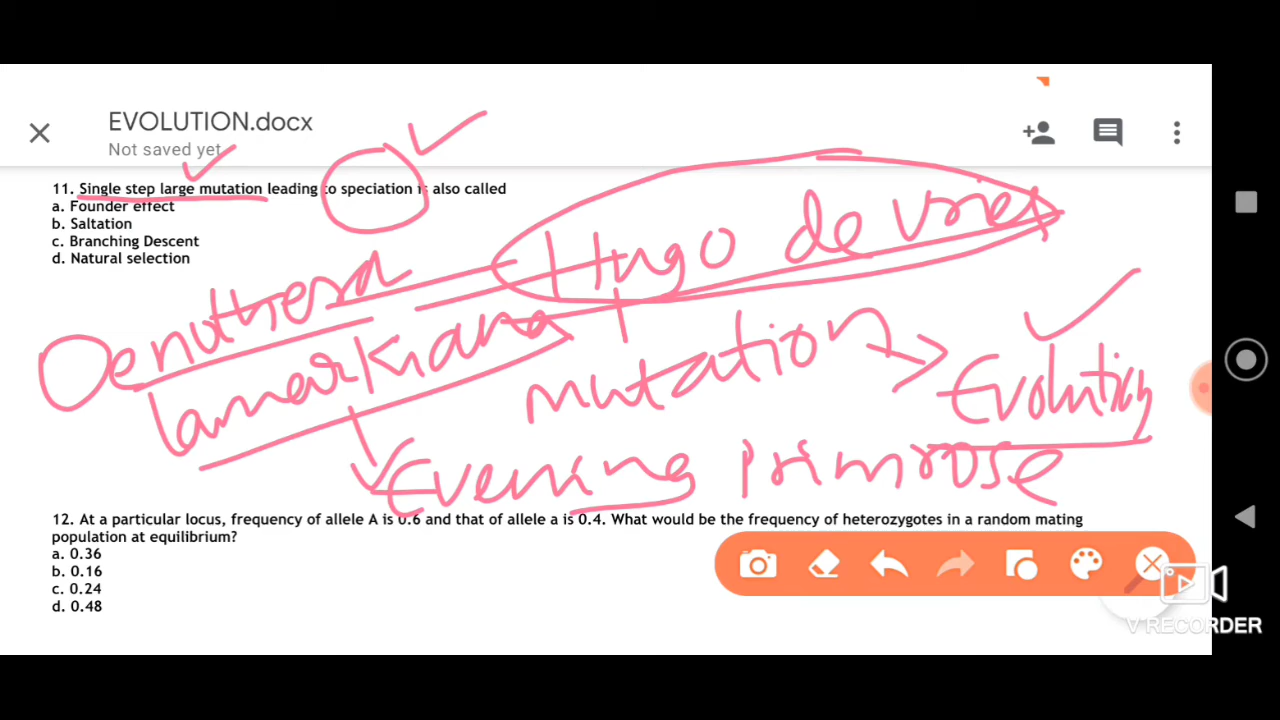 EVOLUTION.docx
Not saved yet
11. Single step large mutation leading to speciation is also called
a. Founder effect
b. Saltation
c. Branching Descent
d. Natural selection
Hugo de vries
Oenuthera
lamarkiana
mutation → Evolution
Evening primrose
12. At a particular locus, frequency of allele A is 0.6 and that of allele a is 0.4. What would be the frequency of heterozygotes in a random mating
population at equilibrium?
a. 0.36
b. 0.16
c. 0.24
d. 0.48
V RECORDER